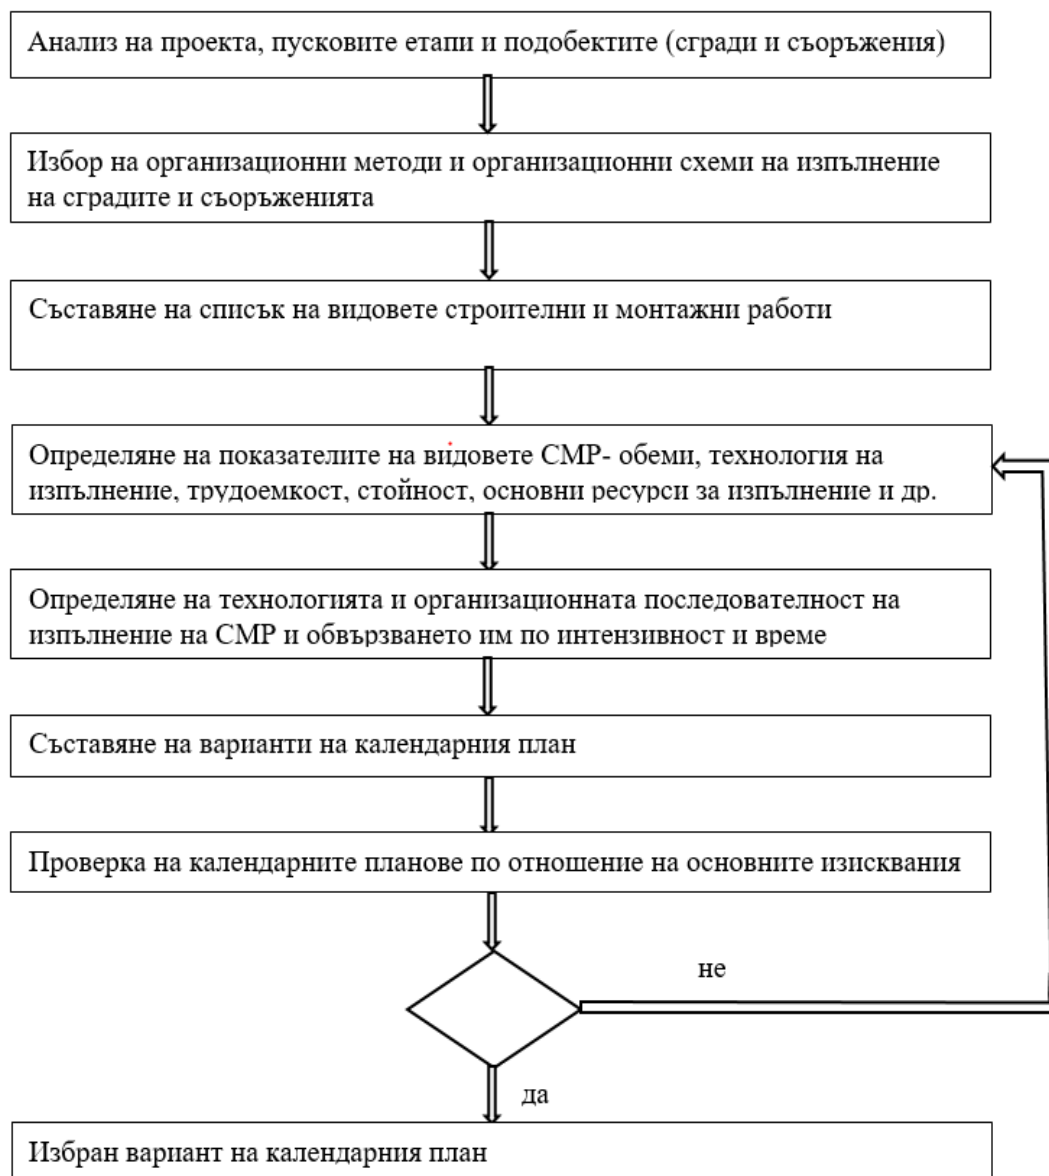 Анализ на проекта, пусковите етапи и подобектите (сгради и съоръжения)
Избор на организационни методи и организационни схеми на изпълнение
на сградите и съоръженията
Съставяне на списък на видовете строителни и монтажни работи
Определяне на показателите на видовете СМР- обеми, технология на
изпълнение, трудоемкост, стойност, основни ресурси за изпълнение и др.
Определяне на технологията и организационната последователност на
изпълнение на СМР и обвързването им по интензивност и време
Съставяне на варианти на календарния план
Проверка на календарните планове по отношение на основните изисквания
не
да
Избран вариант на календарния план